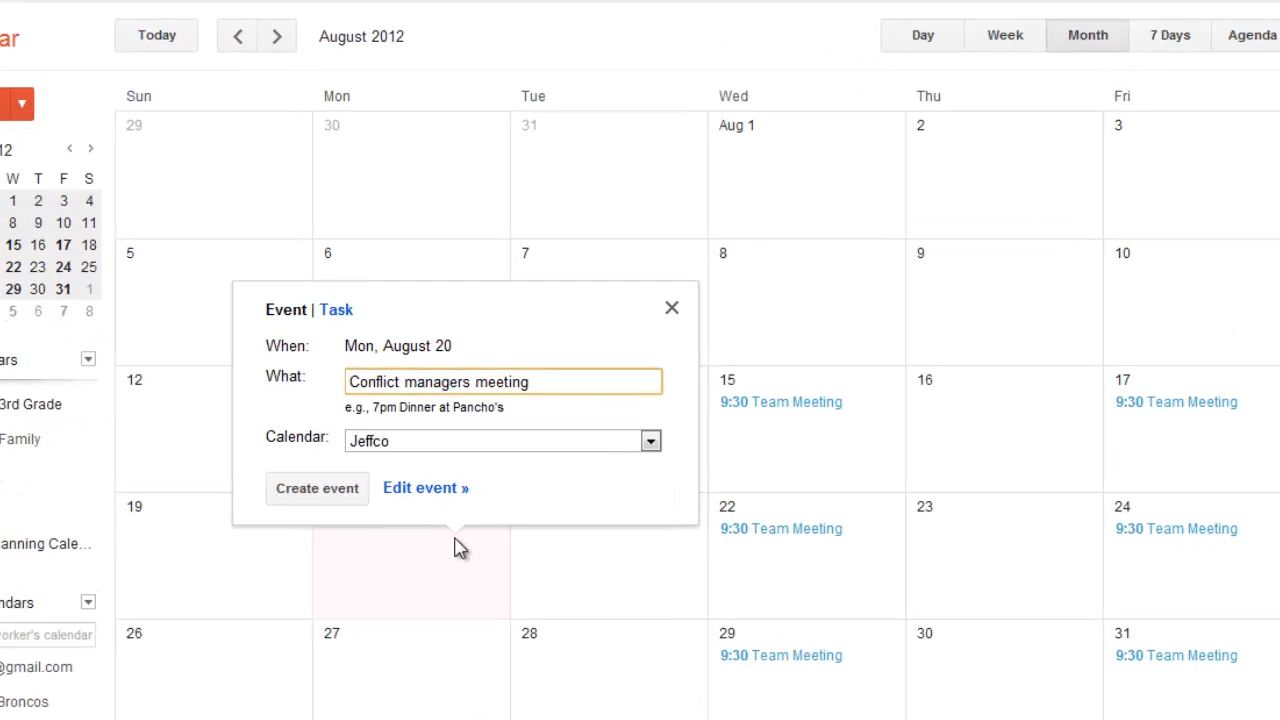 ar
Today
August 2012
Day Week Month 7 Days Agenda
Sun Mon Tue Wed Thu Fri
29 30 31 Aug 1 2 3
12
W T F S
1 2 3 4
8 9 10 11
15 16 17 18
22 23 24 25
29 30 31 1
5 6 7 8
5 6 7 8 9 10
Event | Task
When: Mon, August 20
What: Conflict managers meeting
e.g., 7pm Dinner at Pancho's
Calendar: Jeffco
Create event Edit event »
ars
3rd Grade
Family
anning Cale...
ndars
orker's calendar
@gmail.com
Broncos
12 15 16 17
9:30 Team Meeting 9:30 Team Meeting
19 22 23 24
9:30 Team Meeting 9:30 Team Meeting
26 27 28 29 30 31
9:30 Team Meeting 9:30 Team Meeting